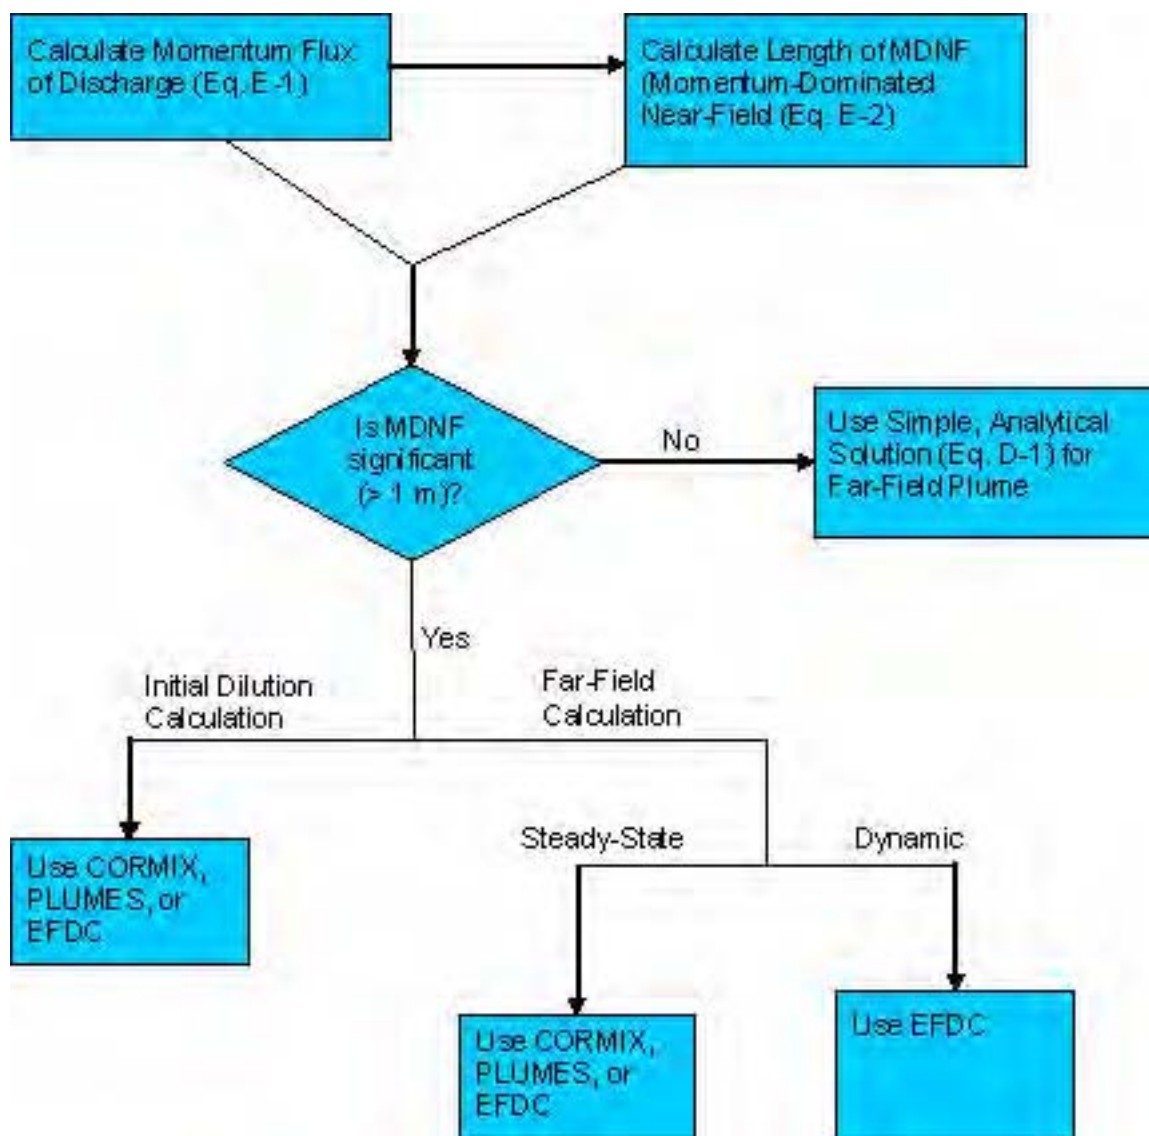 Calculate Momentum Flux
of Discharge (Eq. E-1)
Calculate Length of MDNF
(Momentum-Dominated
Near-Field (Eq. E-2)
Is MDNF
significant
(> 1 m)?
No
Use Simple, Analytical
Solution (Eq. D-1) for
Far-Field Plume
Yes
Initial Dilution
Calculation
Far-Field
Calculation
Steady-State
Dynamic
Use CORMIX,
PLUMES, or
EFDC
Use CORMIX,
PLUMES, or
EFDC
Use EFDC